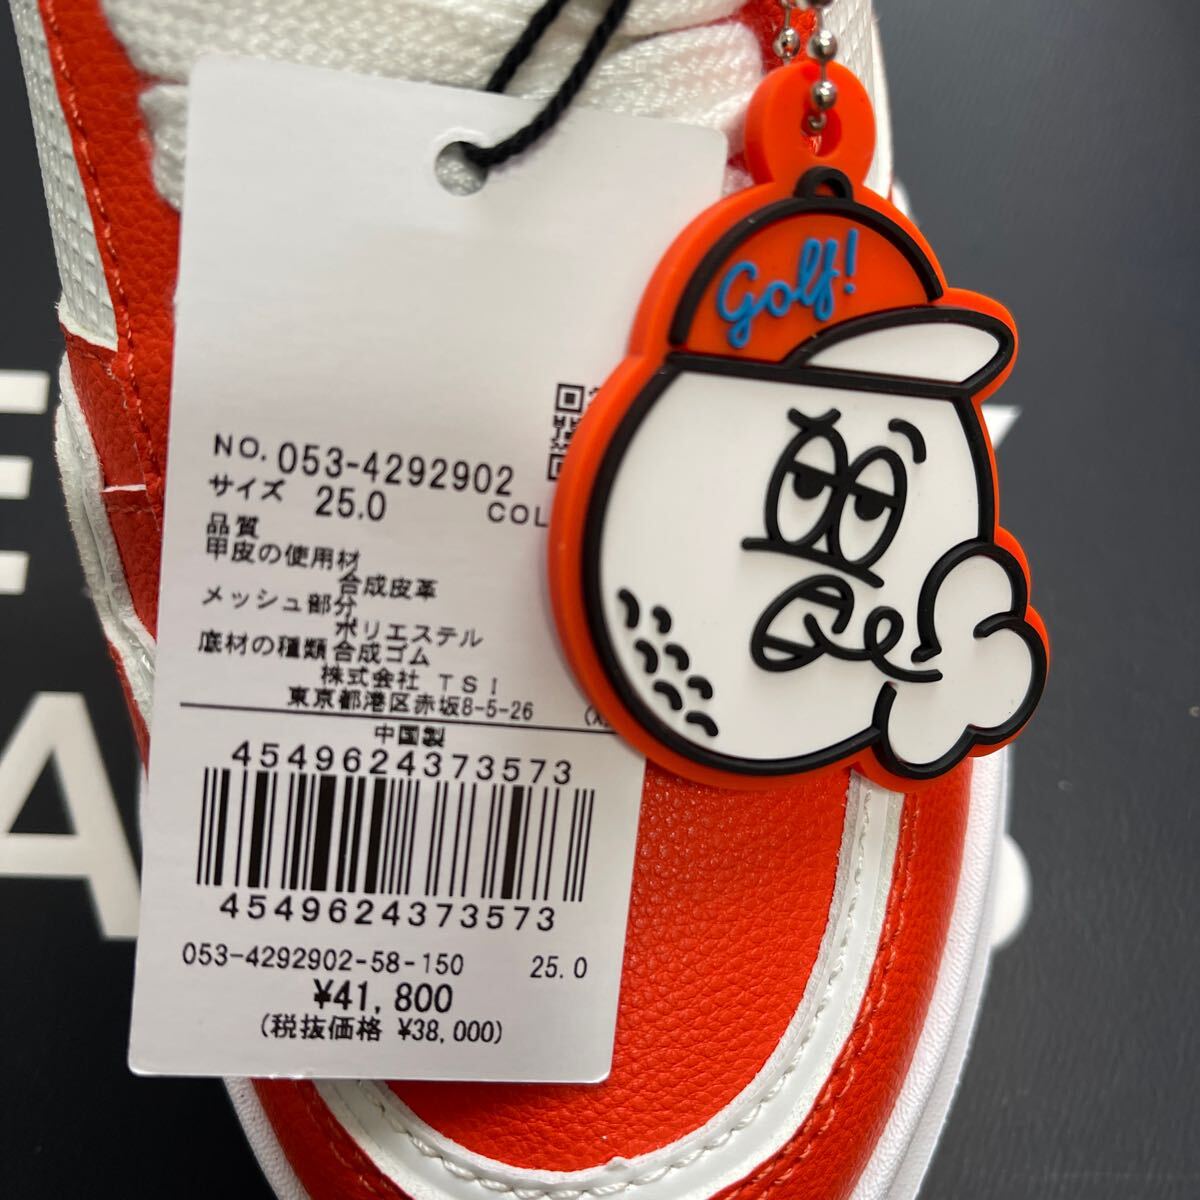 Golf!
NO. 053-4292902
サイズ 25.0 COL
品質
甲皮の使用材
合成皮革
メッシュ部分
ポリエステル
底材の種類 合成ゴム
株式会社 TSI
東京都港区赤坂8-5-26
中国製
4549624373573
4549624373573
053-4292902-58-150 25.0
¥41,800
(税抜価格 ¥38,000)